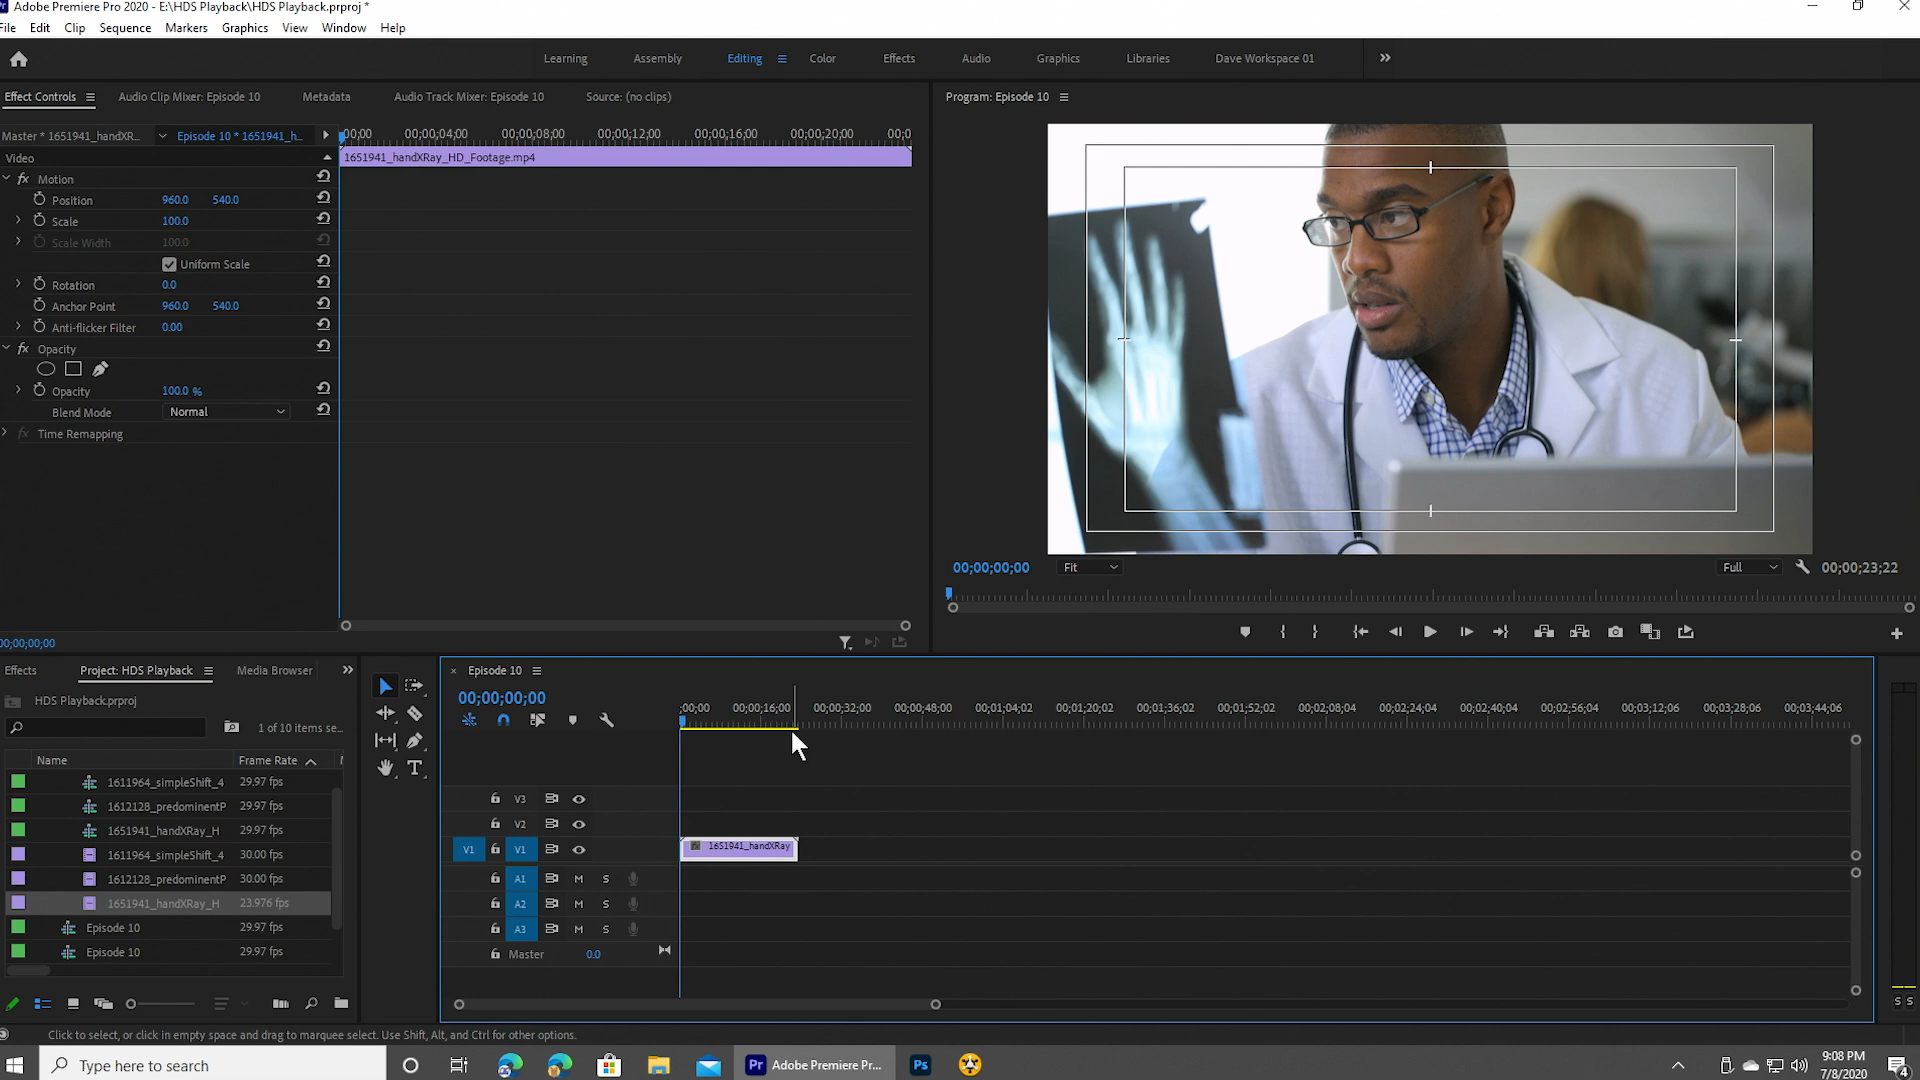 Adobe Premiere Pro 2020 - E:\HDS Playback\HDS Playback.prproj *
File Edit Clip Sequence Markers Graphics View Window Help
Learning Assembly Editing Color Effects Audio Graphics Libraries Dave Workspace 01
Effect Controls Audio Clip Mixer: Episode 10 Metadata Audio Track Mixer: Episode 10 Source: (no clips)
Program: Episode 10
Master * 1651941_handXR... Episode 10 * 1651941_h...
00;00 00;00;04;00 00;00;08;00 00;00;12;00 00;00;16;00 00;00;20;00 00;0
Video
1651941_handXRay_HD_Footage.mp4
fx Motion
Position 960.0 540.0
Scale 100.0
Scale Width 100.0
Uniform Scale
Rotation 0.0
Anchor Point 960.0 540.0
Anti-flicker Filter 0.00
fx Opacity
Opacity 100.0 %
Blend Mode Normal
fx Time Remapping
00;00;00;00 Fit Full 00;00;23;22
00;00;00;00
Effects Project: HDS Playback Media Browser
HDS Playback.prproj
1 of 10 items se...
Name Frame Rate
1611964_simpleShift_4 29.97 fps
1612128_predominentP 29.97 fps
1651941_handXRay_H 29.97 fps
1611964_simpleShift_4 30.00 fps
1612128_predominentP 30.00 fps
1651941_handXRay_H 23.976 fps
Episode 10 29.97 fps
Episode 10 29.97 fps
Episode 10
00;00;00;00
;00;00 00;00;16;00 00;00;32;00 00;00;48;00 00;01;04;02 00;01;20;02 00;01;36;02 00;01;52;02 00;02;08;04 00;02;24;04 00;02;40;04 00;02;56;04 00;03;12;06 00;03;28;06 00;03;44;06
V3
V2
V1 V1 fx 1651941_handXRay
A1 M S
A2 M S
A3 M S
Master 0.0
S S
Click to select, or click in empty space and drag to marquee select. Use Shift, Alt, and Ctrl for other options.
Type here to search
Pr Adobe Premiere Pr...
Ps
9:08 PM
7/8/2020
4